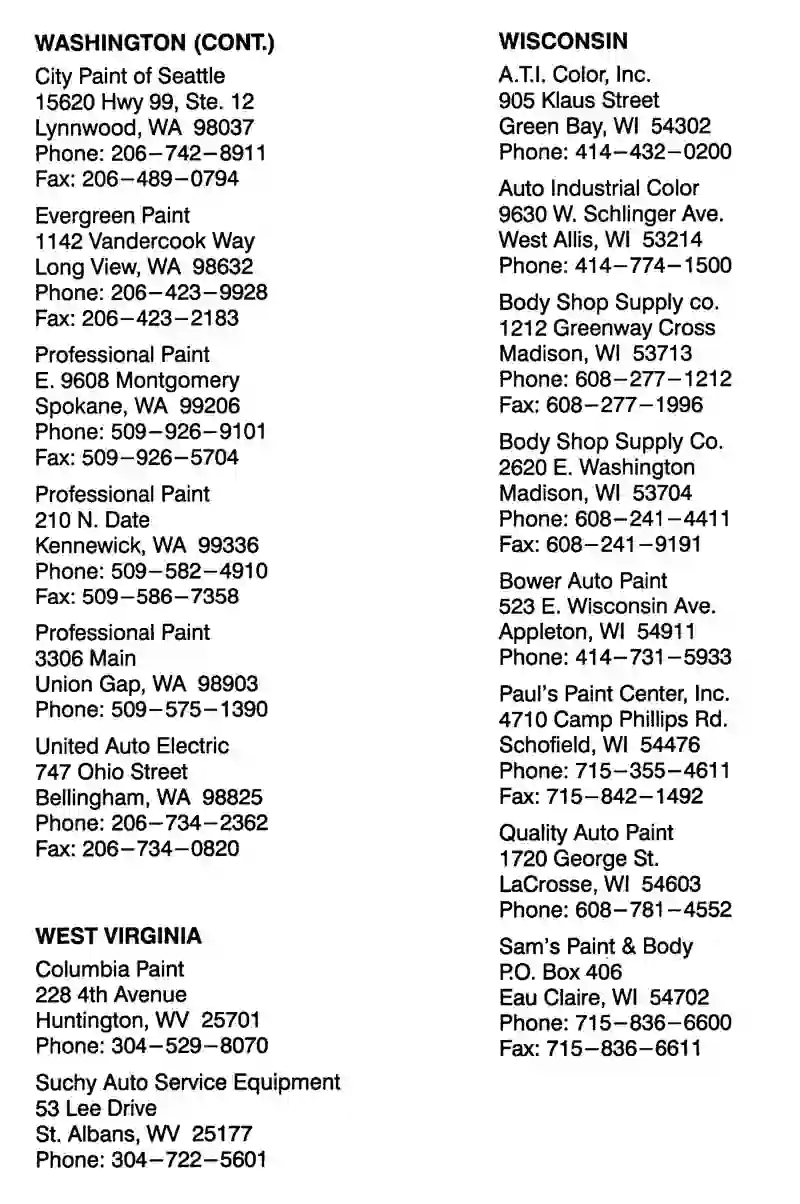 WASHINGTON (CONT.)
City Paint of Seattle
15620 Hwy 99, Ste. 12
Lynnwood, WA 98037
Phone: 206–742–8911
Fax: 206–489–0794
Evergreen Paint
1142 Vandercook Way
Long View, WA 98632
Phone: 206–423–9928
Fax: 206–423–2183
Professional Paint
E. 9608 Montgomery
Spokane, WA 99206
Phone: 509–926–9101
Fax: 509–926–5704
Professional Paint
210 N. Date
Kennewick, WA 99336
Phone: 509–582–4910
Fax: 509–586–7358
Professional Paint
3306 Main
Union Gap, WA 98903
Phone: 509–575–1390
United Auto Electric
747 Ohio Street
Bellingham, WA 98825
Phone: 206–734–2362
Fax: 206–734–0820
WEST VIRGINIA
Columbia Paint
228 4th Avenue
Huntington, WV 25701
Phone: 304–529–8070
Suchy Auto Service Equipment
53 Lee Drive
St. Albans, WV 25177
Phone: 304–722–5601
WISCONSIN
A.T.I. Color, Inc.
905 Klaus Street
Green Bay, WI 54302
Phone: 414–432–0200
Auto Industrial Color
9630 W. Schlinger Ave.
West Allis, WI 53214
Phone: 414–774–1500
Body Shop Supply co.
1212 Greenway Cross
Madison, WI 53713
Phone: 608–277–1212
Fax: 608–277–1996
Body Shop Supply Co.
2620 E. Washington
Madison, WI 53704
Phone: 608–241–4411
Fax: 608–241–9191
Bower Auto Paint
523 E. Wisconsin Ave.
Appleton, WI 54911
Phone: 414–731–5933
Paul's Paint Center, Inc.
4710 Camp Phillips Rd.
Schofield, WI 54476
Phone: 715–355–4611
Fax: 715–842–1492
Quality Auto Paint
1720 George St.
LaCrosse, WI 54603
Phone: 608–781–4552
Sam's Paint & Body
P.O. Box 406
Eau Claire, WI 54702
Phone: 715–836–6600
Fax: 715–836–6611